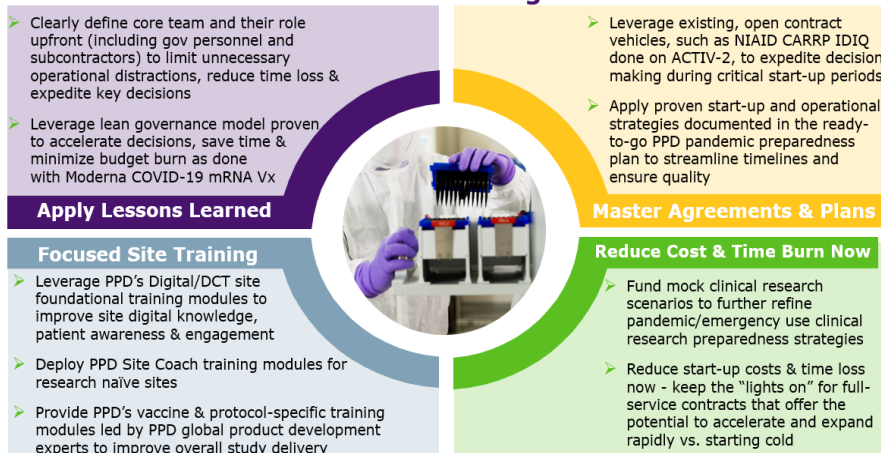 Clearly define core team and their role
upfront (including gov personnel and
subcontractors) to limit unnecessary
operational distractions, reduce time loss &
expedite key decisions
Leverage lean governance model proven
to accelerate decisions, save time &
minimize budget burn as done
with Moderna COVID-19 mRNA Vx
Apply Lessons Learned
Leverage existing, open contract
vehicles, such as NIAID CARRP IDIQ
done on ACTIV-2, to expedite decision
making during critical start-up periods
Apply proven start-up and operational
strategies documented in the ready-
to-go PPD pandemic preparedness
plan to streamline timelines and
ensure quality
Master Agreements & Plans
Focused Site Training
Leverage PPD's Digital/DCT site
foundational training modules to
improve site digital knowledge,
patient awareness & engagement
Deploy PPD Site Coach training modules for
research naïve sites
Provide PPD's vaccine & protocol-specific training
modules led by PPD global product development
experts to improve overall study delivery
Reduce Cost & Time Burn Now
Fund mock clinical research
scenarios to further refine
pandemic/emergency use clinical
research preparedness strategies
Reduce start-up costs & time loss
now - keep the “lights on” for full-
service contracts that offer the
potential to accelerate and expand
rapidly vs. starting cold